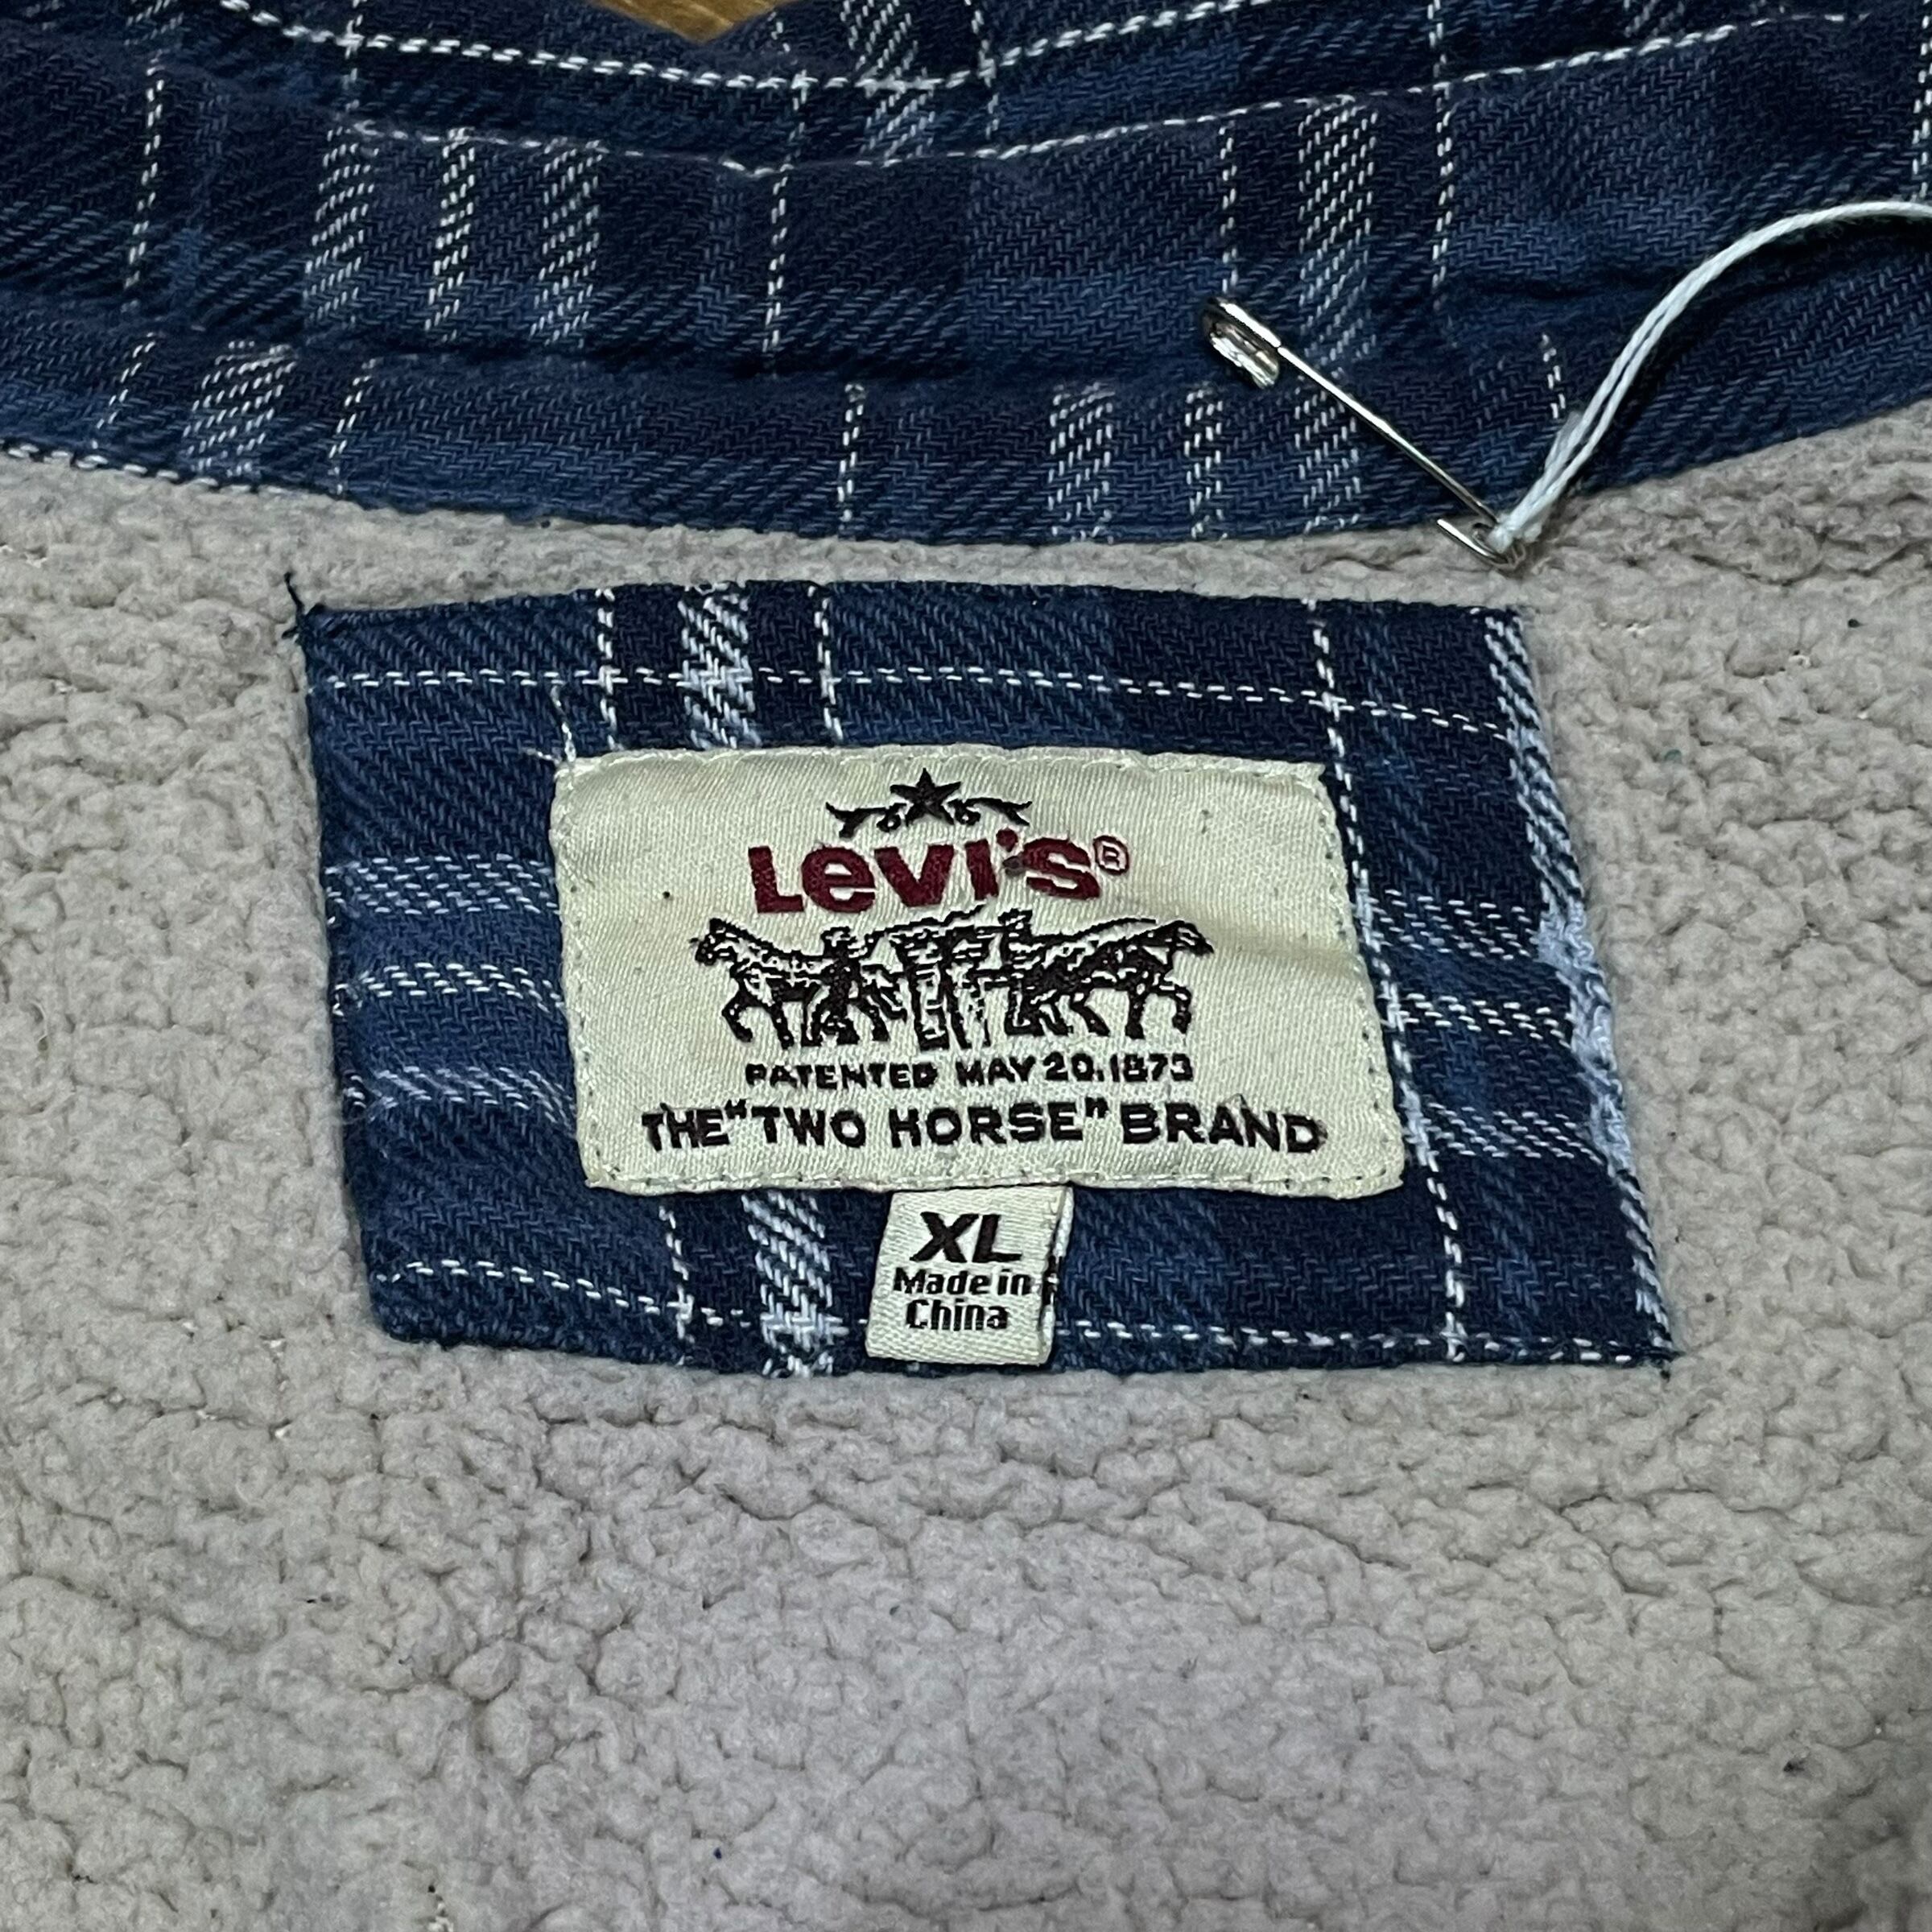 Levi's®
PATENTED MAY 20.1873
THE "TWO HORSE" BRAND
XL
Made in
China